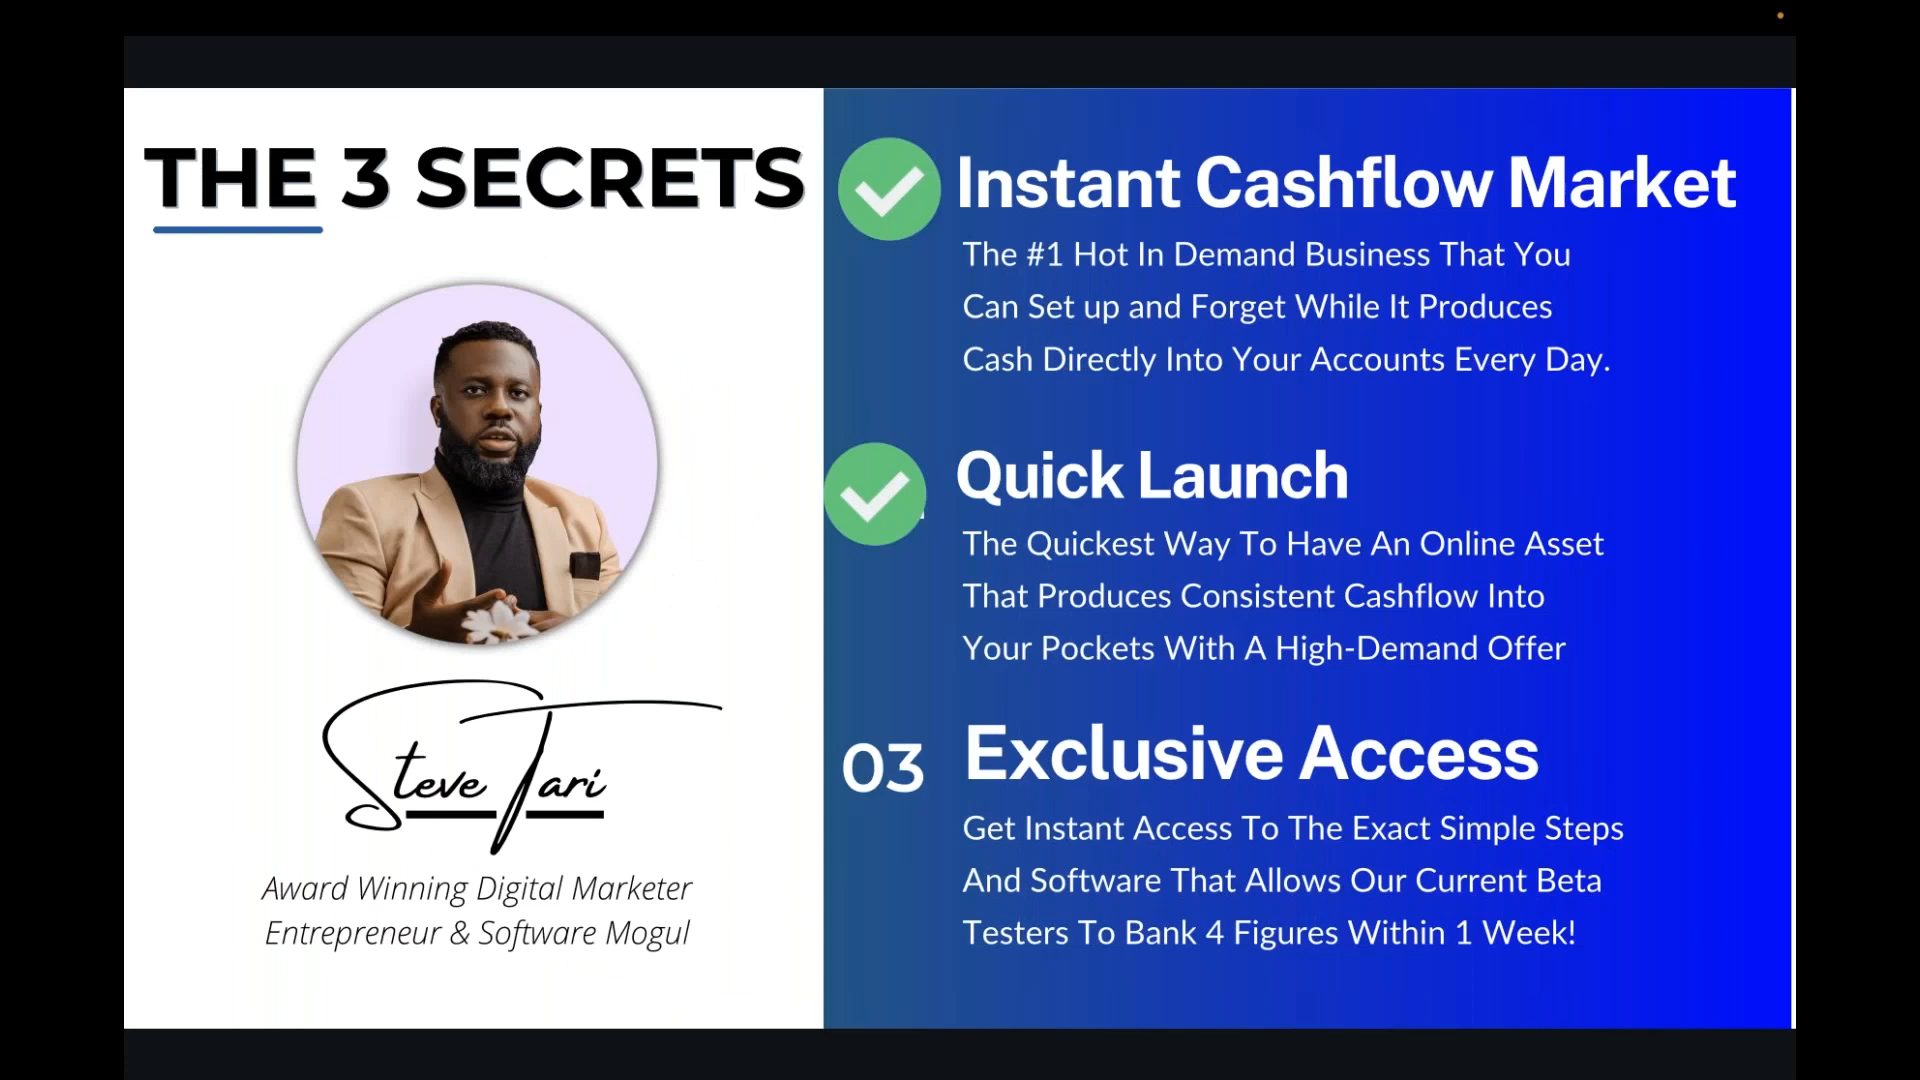 THE 3 SECRETS
Steve Tari
Award Winning Digital Marketer
Entrepreneur & Software Mogul
Instant Cashflow Market
The #1 Hot In Demand Business That You
Can Set up and Forget While It Produces
Cash Directly Into Your Accounts Every Day.
Quick Launch
The Quickest Way To Have An Online Asset
That Produces Consistent Cashflow Into
Your Pockets With A High-Demand Offer
03
Exclusive Access
Get Instant Access To The Exact Simple Steps
And Software That Allows Our Current Beta
Testers To Bank 4 Figures Within 1 Week!